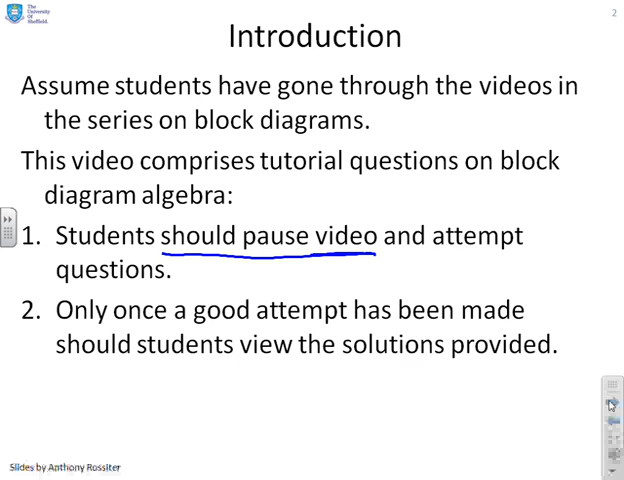 The
University
Of
Sheffield.
2
Introduction
Assume students have gone through the videos in
the series on block diagrams.
This video comprises tutorial questions on block
diagram algebra:
1. Students should pause video and attempt
questions.
2. Only once a good attempt has been made
should students view the solutions provided.
Slides by Anthony Rossiter